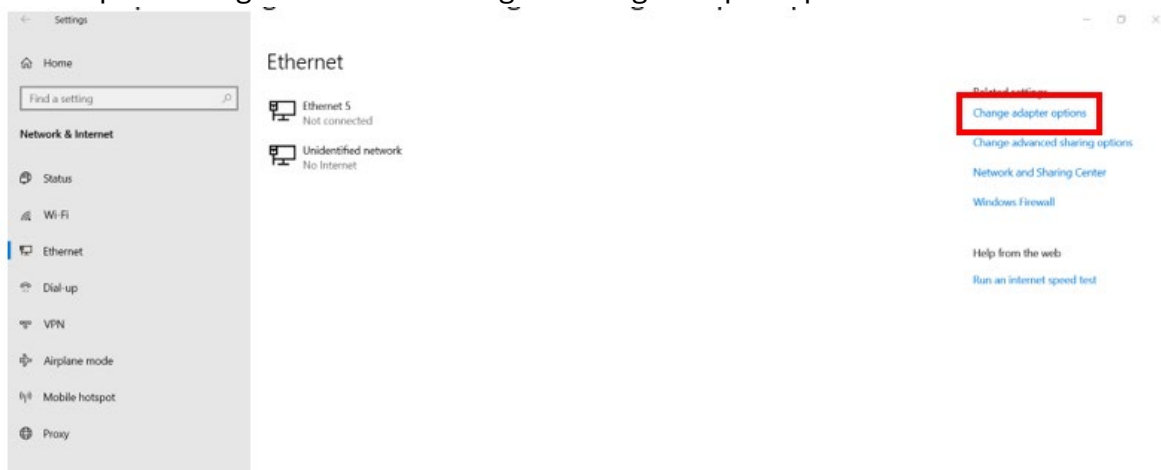 Settings
Home
Find a setting
Network & Internet
Status
Wi-Fi
Ethernet
Dial-up
VPN
Airplane mode
Mobile hotspot
Proxy
Ethernet
Ethernet 5
Not connected
Unidentified network
No Internet
Related settings
Change adapter options
Change advanced sharing options
Network and Sharing Center
Windows Firewall
Help from the web
Run an internet speed test